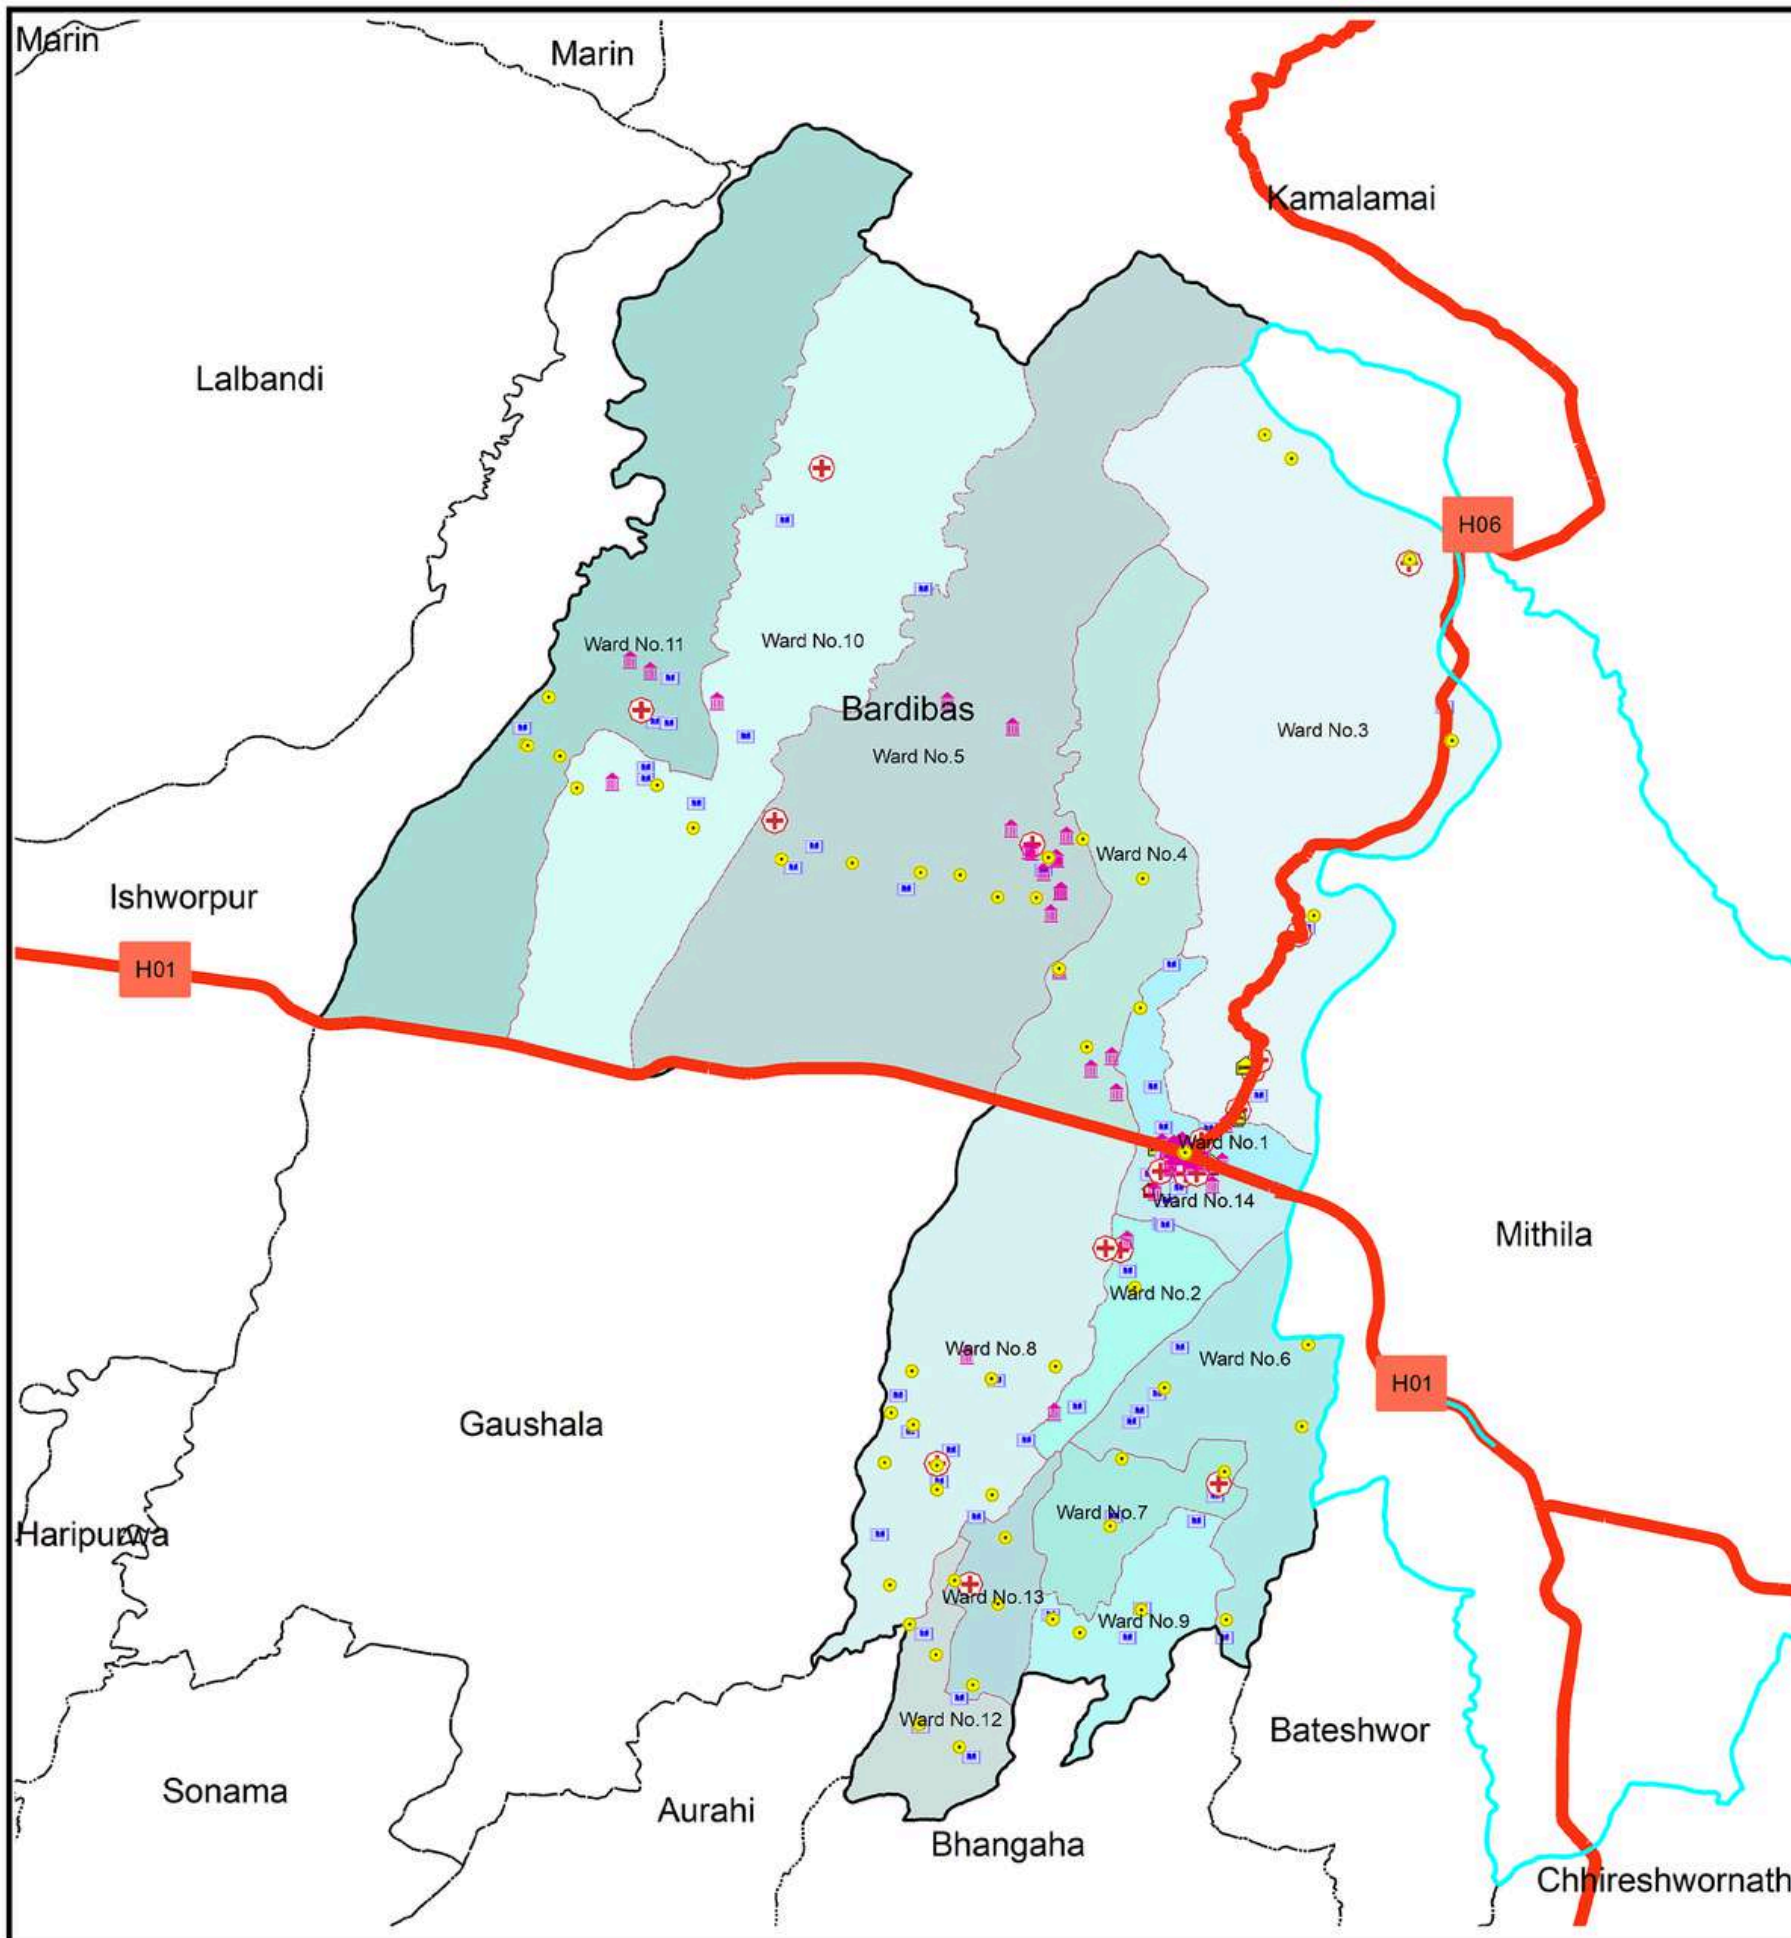 Marin
Marin
Kamalamai
Lalbandi
H06
Ward No.11
Ward No.10
Bardibas
Ward No.3
Ward No.5
Ward No.4
Ishworpur
H01
Ward No.1
Ward No.14
Mithila
Ward No.2
Ward No.8
Ward No.6
H01
Gaushala
Ward No.7
Haripurwa
Ward No.13
Ward No.9
Ward No.12
Bateshwor
Sonama
Aurahi
Bhangaha
Chhireshwornath